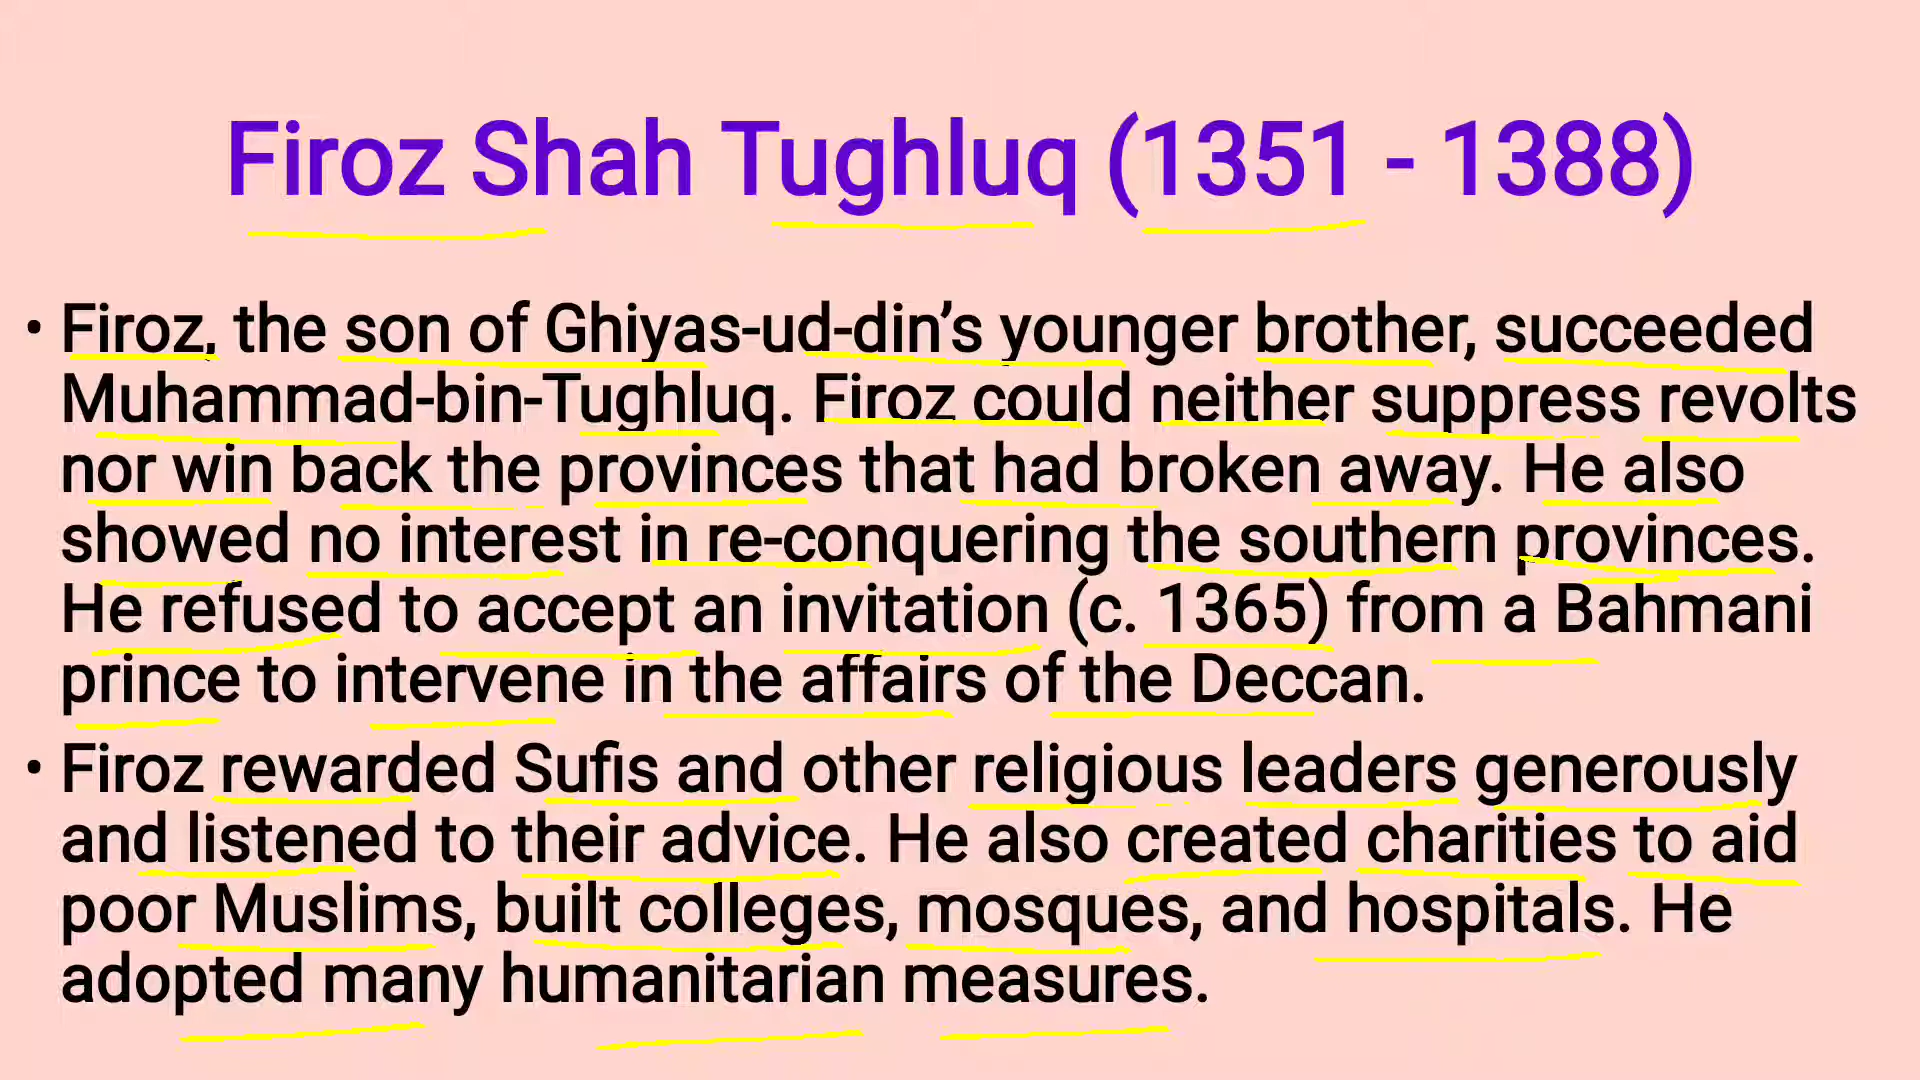 Firoz Shah Tughluq (1351 - 1388)
• Firoz, the son of Ghiyas-ud-din’s younger brother, succeeded
Muhammad-bin-Tughluq. Firoz could neither suppress revolts
nor win back the provinces that had broken away. He also
showed no interest in re-conquering the southern provinces.
He refused to accept an invitation (c. 1365) from a Bahmani
prince to intervene in the affairs of the Deccan.
• Firoz rewarded Sufis and other religious leaders generously
and listened to their advice. He also created charities to aid
poor Muslims, built colleges, mosques, and hospitals. He
adopted many humanitarian measures.